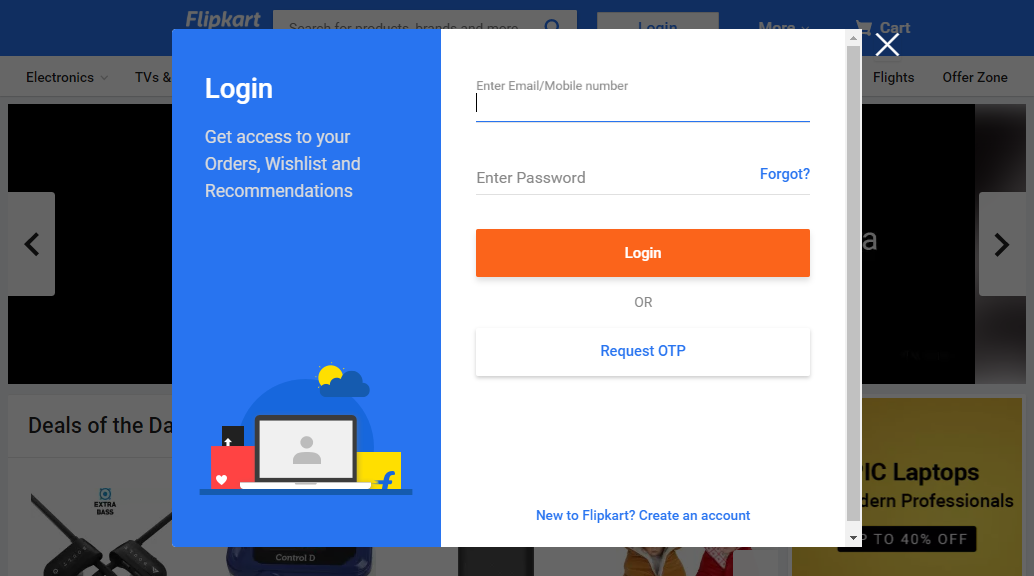 Flipkart
Search for products, brands and more
Login
More
Cart
Electronics
TVs &
Flights
Offer Zone
Login
Get access to your
Orders, Wishlist and
Recommendations
Enter Email/Mobile number
Enter Password
Forgot?
Login
OR
Request OTP
New to Flipkart? Create an account
a
Deals of the Da
EXTRA
BASS
Control D
PIC Laptops
dern Professionals
P TO 40% OFF